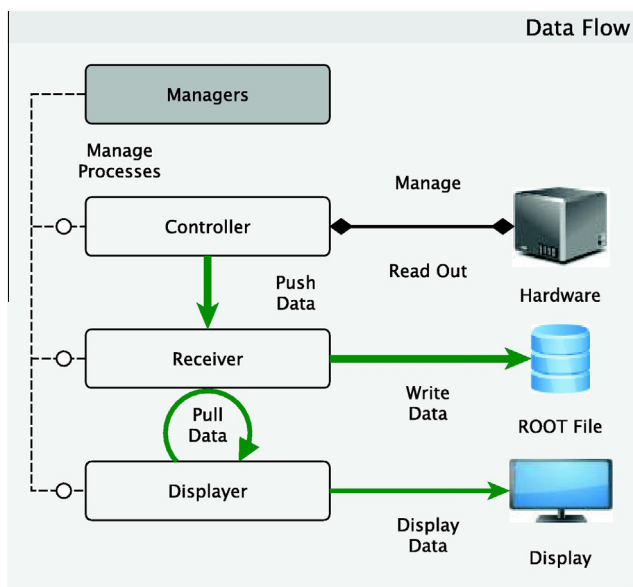 Data Flow
Managers
Manage
Processes
Manage
Controller
Read Out
Hardware
Push
Data
Receiver
Write
Data
ROOT File
Pull
Data
Displayer
Display
Data
Display